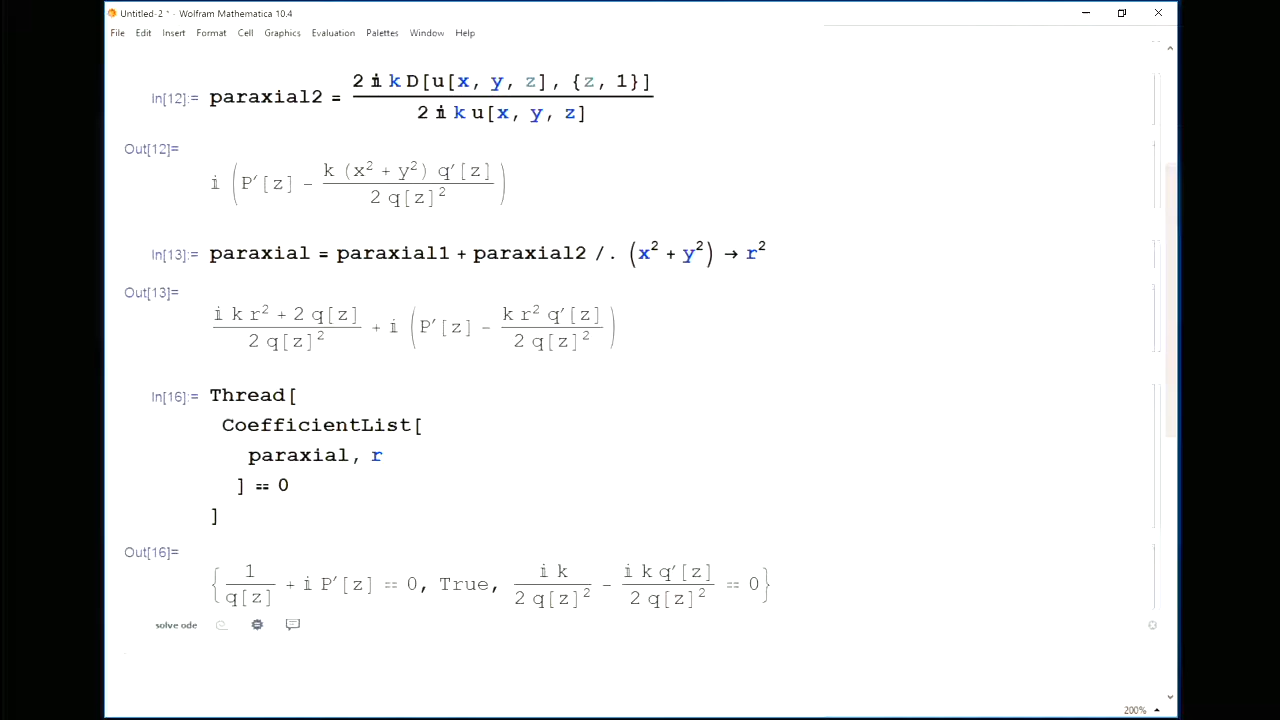 Untitled-2 * - Wolfram Mathematica 10.4
File Edit Insert Format Graphics Evaluation Palettes Window Help
In[12]:= paraxial2 = (2 ⅈ k D[u[x, y, z], {z, 1}])/(2 ⅈ k u[x, y, z])
Out[12]=
ⅈ (P′[z] - (k (x² + y²) q′[z])/(2 q[z]²))
In[13]:= paraxial = paraxial1 + paraxial2 /. (x² + y²) → r²
Out[13]=
(ⅈ k r² + 2 q[z])/(2 q[z]²) + ⅈ (P′[z] - (k r² q′[z])/(2 q[z]²))
In[16]:= Thread[
CoefficientList[
paraxial, r
] == 0
]
Out[16]=
{1/q[z] + ⅈ P′[z] == 0, True, (ⅈ k)/(2 q[z]²) - (ⅈ k q′[z])/(2 q[z]²) == 0}
solve ode
200%